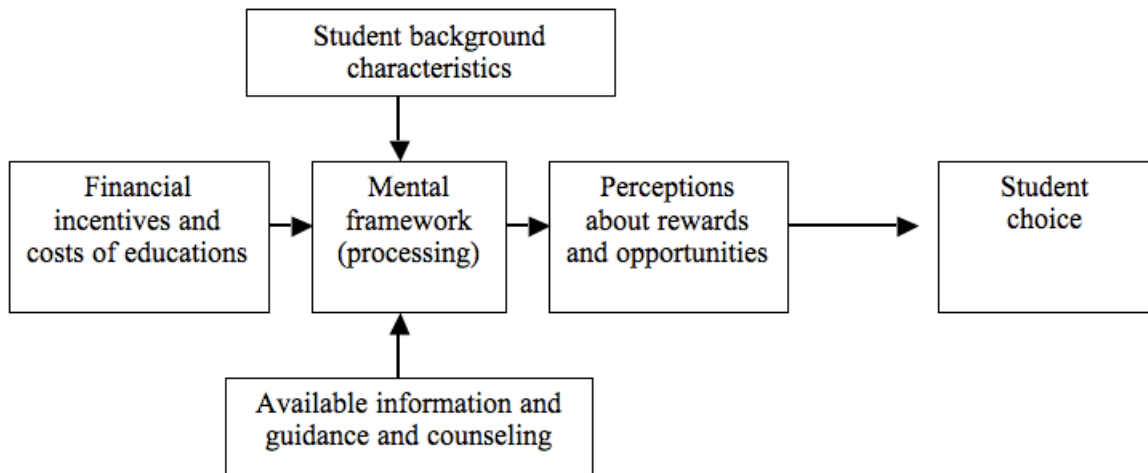 Student background
characteristics
Financial
incentives and
costs of educations
Mental
framework
(processing)
Perceptions
about rewards
and opportunities
Student
choice
Available information and
guidance and counseling